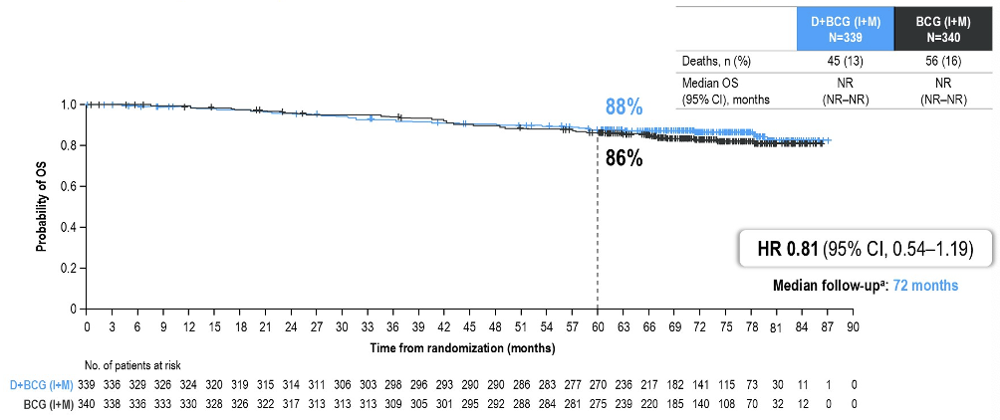 D+BCG (I+M) BCG (I+M)
N=339 N=340
Deaths, n (%) 45 (13) 56 (16)
Median OS NR NR
(95% CI), months (NR–NR) (NR–NR)
88%
86%
Probability of OS
1.0
0.8
0.6
0.4
0.2
0
HR 0.81 (95% CI, 0.54–1.19)
Median follow-upª: 72 months
0 3 6 9 12 15 18 21 24 27 30 33 36 39 42 45 48 51 54 57 60 63 66 69 72 75 78 81 84 87 90
Time from randomization (months)
No. of patients at risk
D+BCG (I+M) 339 336 329 326 324 320 319 315 314 311 306 303 298 296 293 290 290 286 283 277 270 236 217 182 141 115 73 30 11 1 0
BCG (I+M) 340 338 336 333 330 328 326 322 317 313 313 313 309 305 301 295 292 288 284 281 275 239 220 185 140 108 70 32 12 0 0